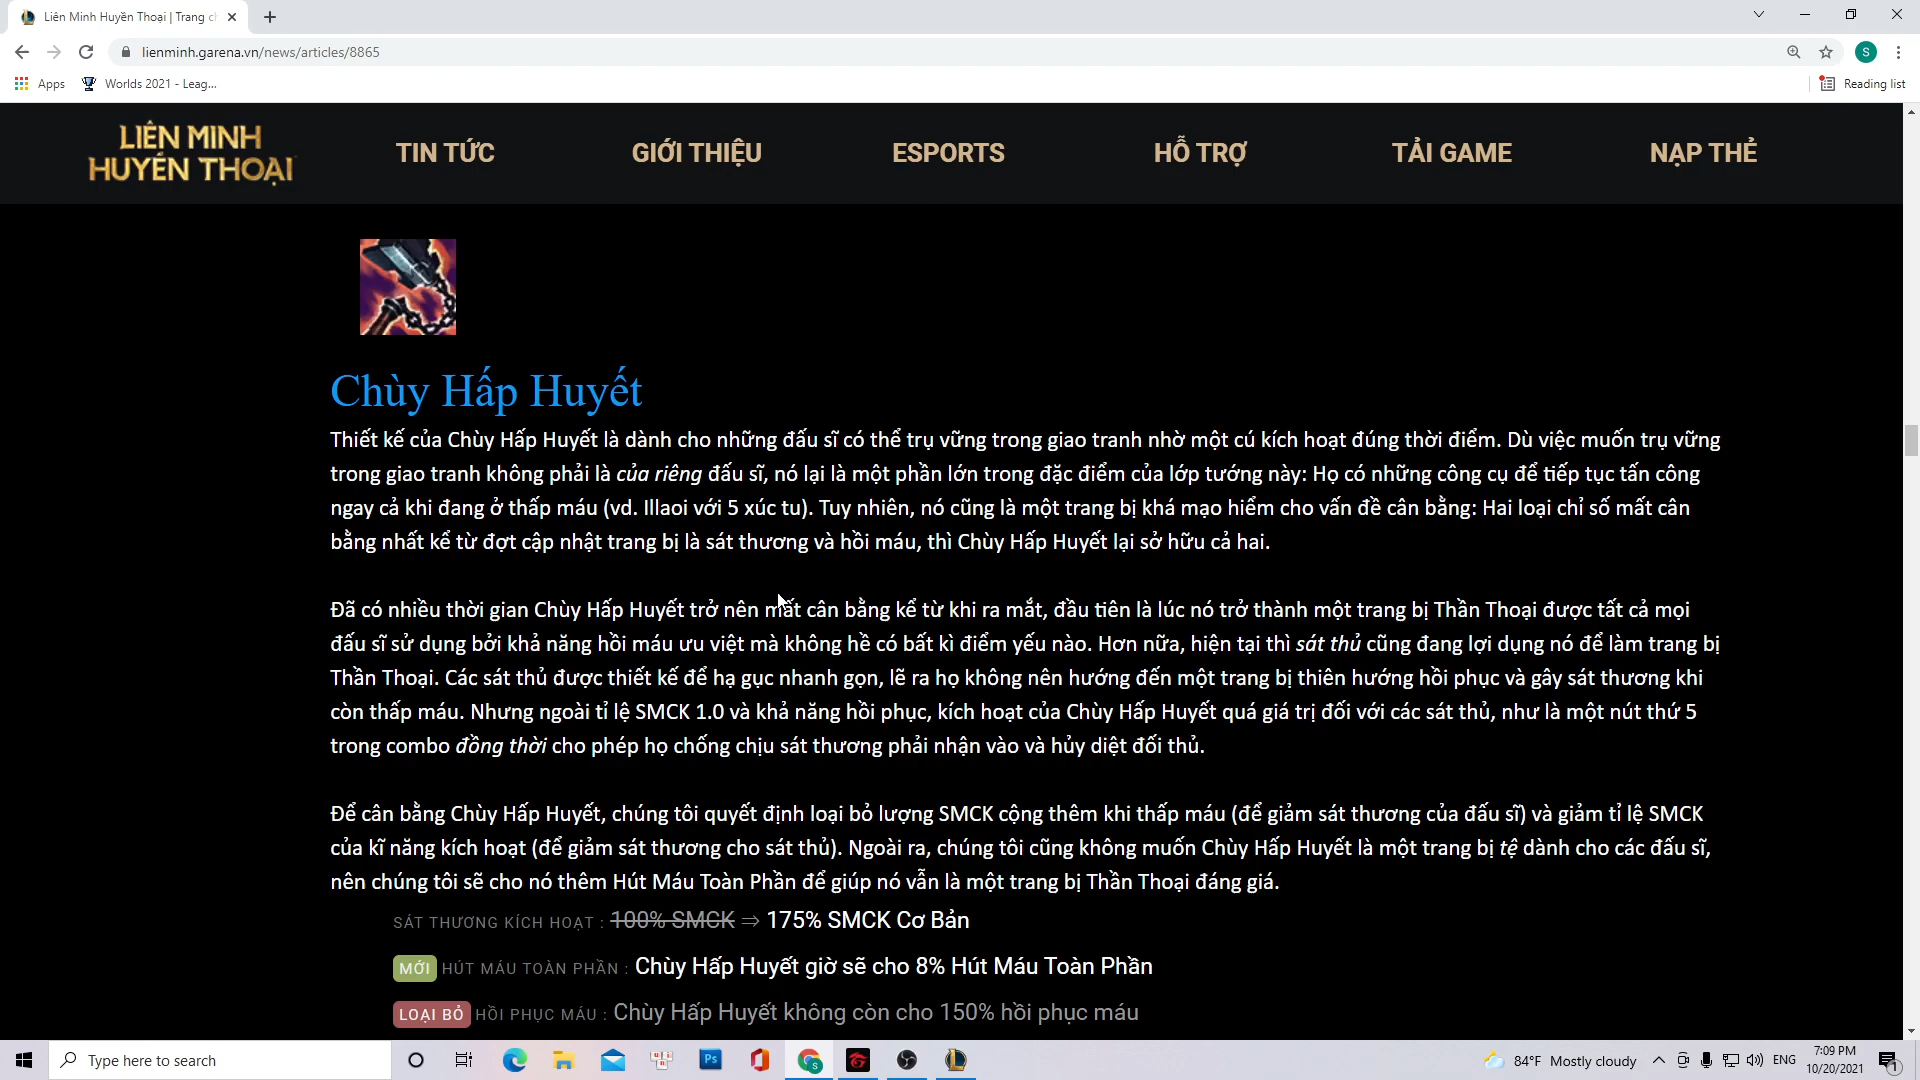 Liên Minh Huyền Thoại | Trang ch
lienminh.garena.vn/news/articles/8865
S
Apps
Worlds 2021 - Leag...
Reading list
LIÊN MINH
HUYỀN THOẠI
TIN TỨC
GIỚI THIỆU
ESPORTS
HỖ TRỢ
TẢI GAME
NẠP THẺ
Chùy Hấp Huyết
Thiết kế của Chùy Hấp Huyết là dành cho những đấu sĩ có thể trụ vững trong giao tranh nhờ một cú kích hoạt đúng thời điểm. Dù việc muốn trụ vững
trong giao tranh không phải là của riêng đấu sĩ, nó lại là một phần lớn trong đặc điểm của lớp tướng này: Họ có những công cụ để tiếp tục tấn công
ngay cả khi đang ở thấp máu (vd. Illaoi với 5 xúc tu). Tuy nhiên, nó cũng là một trang bị khá mạo hiểm cho vấn đề cân bằng: Hai loại chỉ số mất cân
bằng nhất kể từ đợt cập nhật trang bị là sát thương và hồi máu, thì Chùy Hấp Huyết lại sở hữu cả hai.
Đã có nhiều thời gian Chùy Hấp Huyết trở nên mất cân bằng kể từ khi ra mắt, đầu tiên là lúc nó trở thành một trang bị Thần Thoại được tất cả mọi
đấu sĩ sử dụng bởi khả năng hồi máu ưu việt mà không hề có bất kì điểm yếu nào. Hơn nữa, hiện tại thì sát thủ cũng đang lợi dụng nó để làm trang bị
Thần Thoại. Các sát thủ được thiết kế để hạ gục nhanh gọn, lẽ ra họ không nên hướng đến một trang bị thiên hướng hồi phục và gây sát thương khi
còn thấp máu. Nhưng ngoài tỉ lệ SMCK 1.0 và khả năng hồi phục, kích hoạt của Chùy Hấp Huyết quá giá trị đối với các sát thủ, như là một nút thứ 5
trong combo đồng thời cho phép họ chống chịu sát thương phải nhận vào và hủy diệt đối thủ.
Để cân bằng Chùy Hấp Huyết, chúng tôi quyết định loại bỏ lượng SMCK cộng thêm khi thấp máu (để giảm sát thương của đấu sĩ) và giảm tỉ lệ SMCK
của kĩ năng kích hoạt (để giảm sát thương cho sát thủ). Ngoài ra, chúng tôi cũng không muốn Chùy Hấp Huyết là một trang bị tệ dành cho các đấu sĩ,
nên chúng tôi sẽ cho nó thêm Hút Máu Toàn Phần để giúp nó vẫn là một trang bị Thần Thoại đáng giá.
SÁT THƯƠNG KÍCH HOẠT : 100% SMCK ⇒ 175% SMCK Cơ Bản
MỚI HÚT MÁU TOÀN PHẦN : Chùy Hấp Huyết giờ sẽ cho 8% Hút Máu Toàn Phần
LOẠI BỎ HỒI PHỤC MÁU : Chùy Hấp Huyết không còn cho 150% hồi phục máu
Type here to search
Ps
84°F Mostly cloudy
ENG
7:09 PM
10/20/2021
1